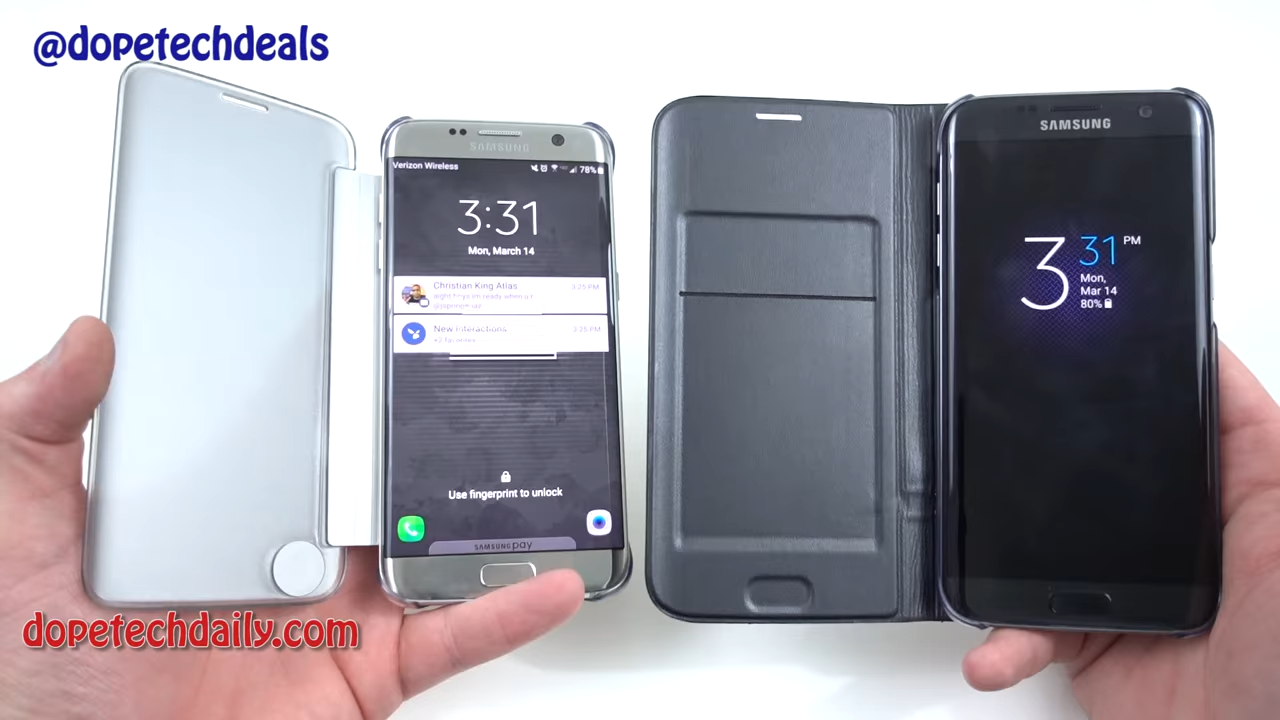 @dopetechdeals
SAMSUNG
Verizon Wireless
78%
3:31
Mon, March 14
Christian King Atlas
3:25 PM
New Interactions
3:25 PM
Use fingerprint to unlock
SAMSUNG pay
SAMSUNG
3 31 PM
Mon,
Mar 14
80%
dopetechdaily.com